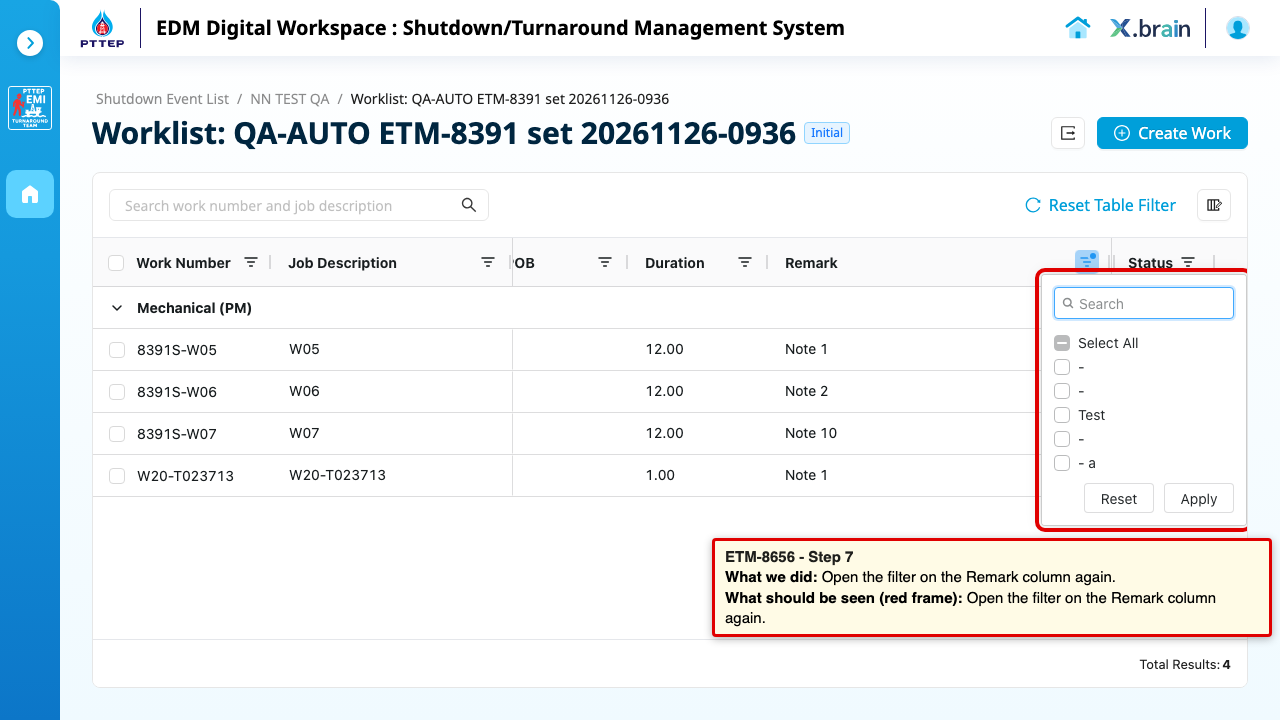 PTTEP
EDM Digital Workspace : Shutdown/Turnaround Management System
X.brain
PTTEP
EMI
TURNAROUND
TEAM
Shutdown Event List / NN TEST QA / Worklist: QA-AUTO ETM-8391 set 20261126-0936
Worklist: QA-AUTO ETM-8391 set 20261126-0936 Initial
Create Work
Search work number and job description
Reset Table Filter
Work Number Job Description OB Duration Remark Status
Mechanical (PM)
8391S-W05 W05 12.00 Note 1
8391S-W06 W06 12.00 Note 2
8391S-W07 W07 12.00 Note 10
W20-T023713 W20-T023713 1.00 Note 1
Search
Select All
-
-
Test
-
- a
Reset Apply
ETM-8656 - Step 7
What we did: Open the filter on the Remark column again.
What should be seen (red frame): Open the filter on the Remark column
again.
Total Results: 4